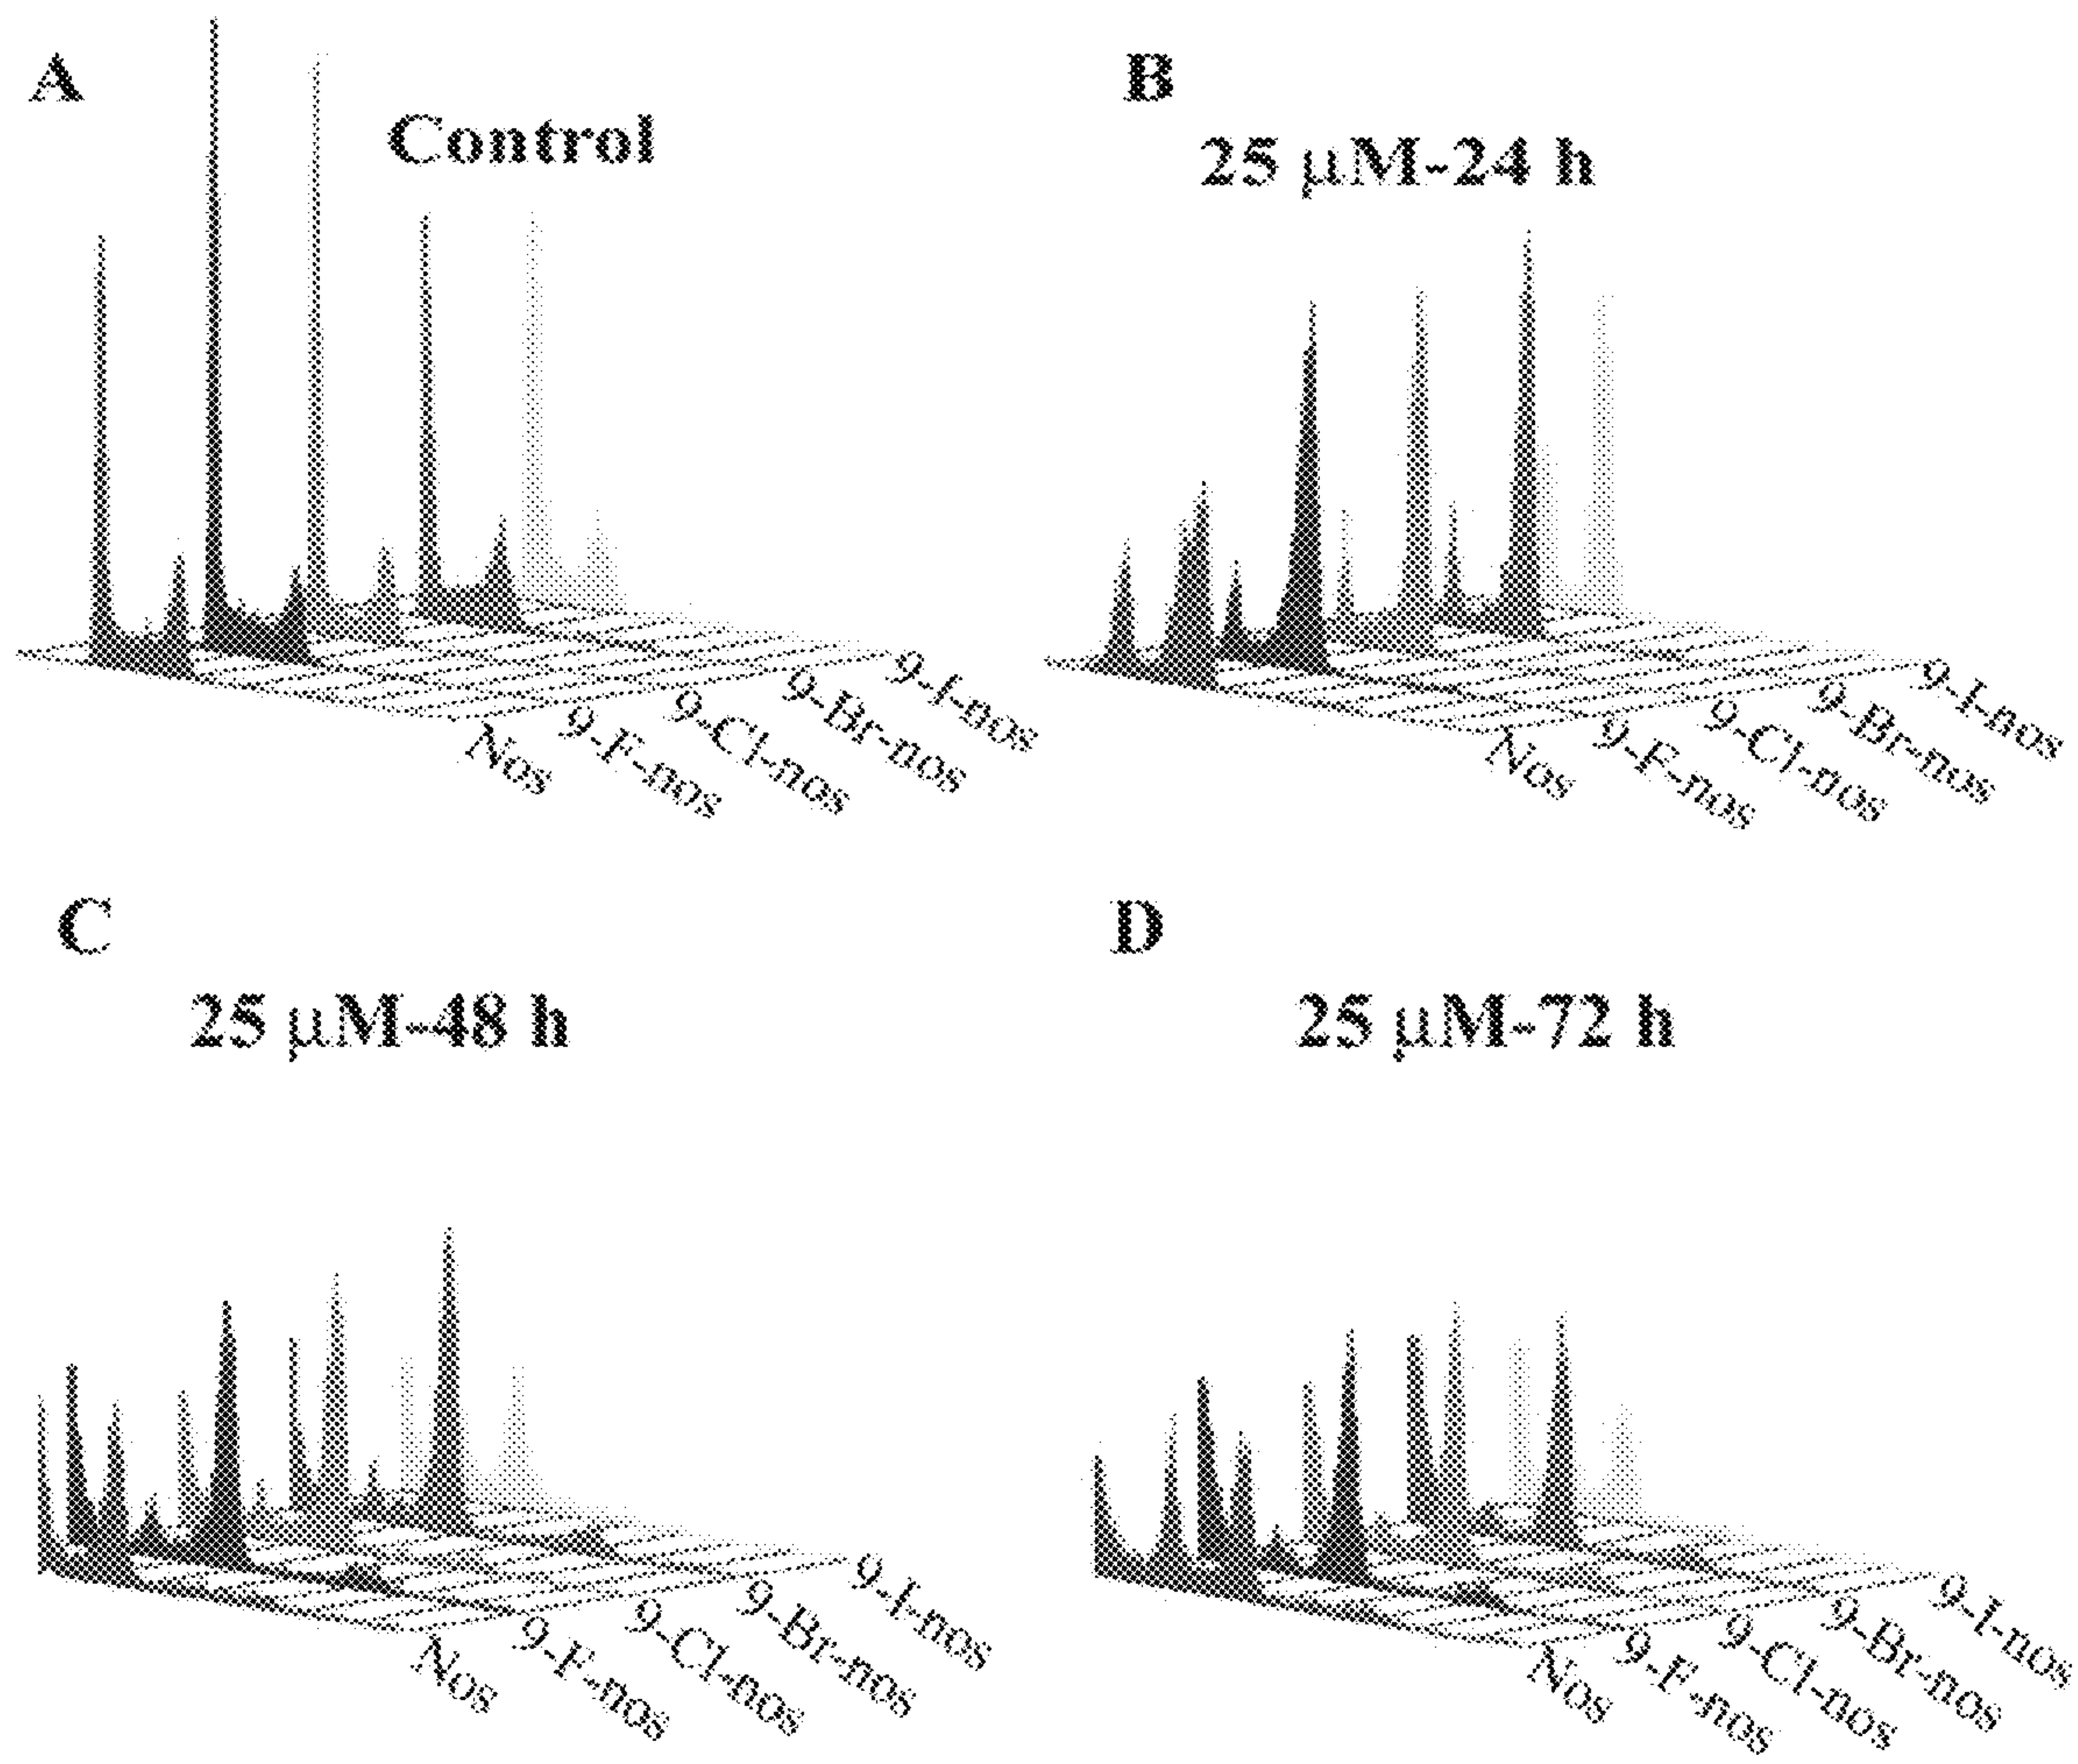 A
Control
Nos
9-F-nos
9-Cl-nos
9-Br-nos
9-I-nos
B
25 μM-24 h
Nos
9-F-nos
9-Cl-nos
9-Br-nos
9-I-nos
C
25 μM-48 h
Nos
9-F-nos
9-Cl-nos
9-Br-nos
9-I-nos
D
25 μM-72 h
Nos
9-F-nos
9-Cl-nos
9-Br-nos
9-I-nos